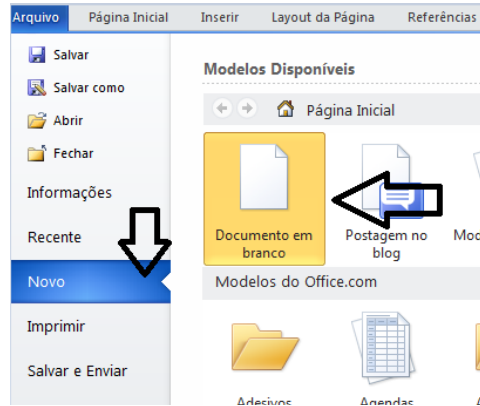 Arquivo Página Inicial Inserir Layout da Página Referências
Salvar
Salvar como
Abrir
Fechar
Informações
Recente
Novo
Imprimir
Salvar e Enviar
Modelos Disponíveis
Página Inicial
Documento em
branco
Postagem no
blog
Modelos do Office.com
Adesivos
Agendas